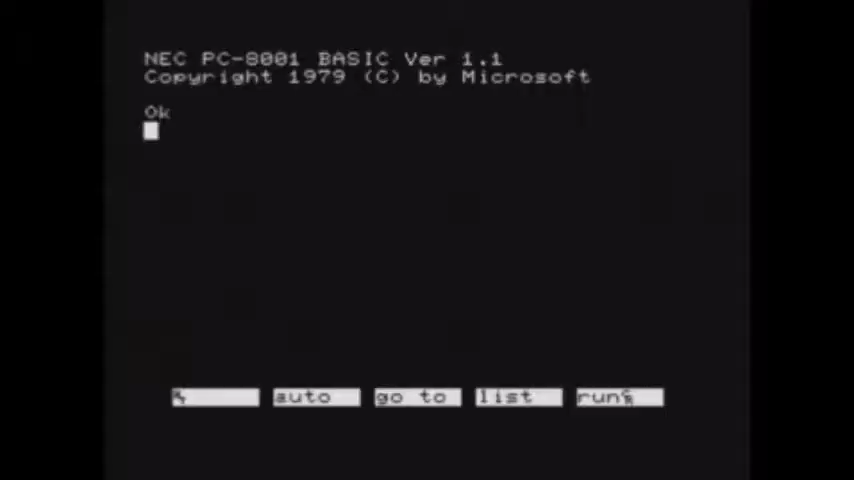 NEC PC-8001 BASIC Ver 1.1
Copyright 1979 (C) by Microsoft
Ok
auto go to list run